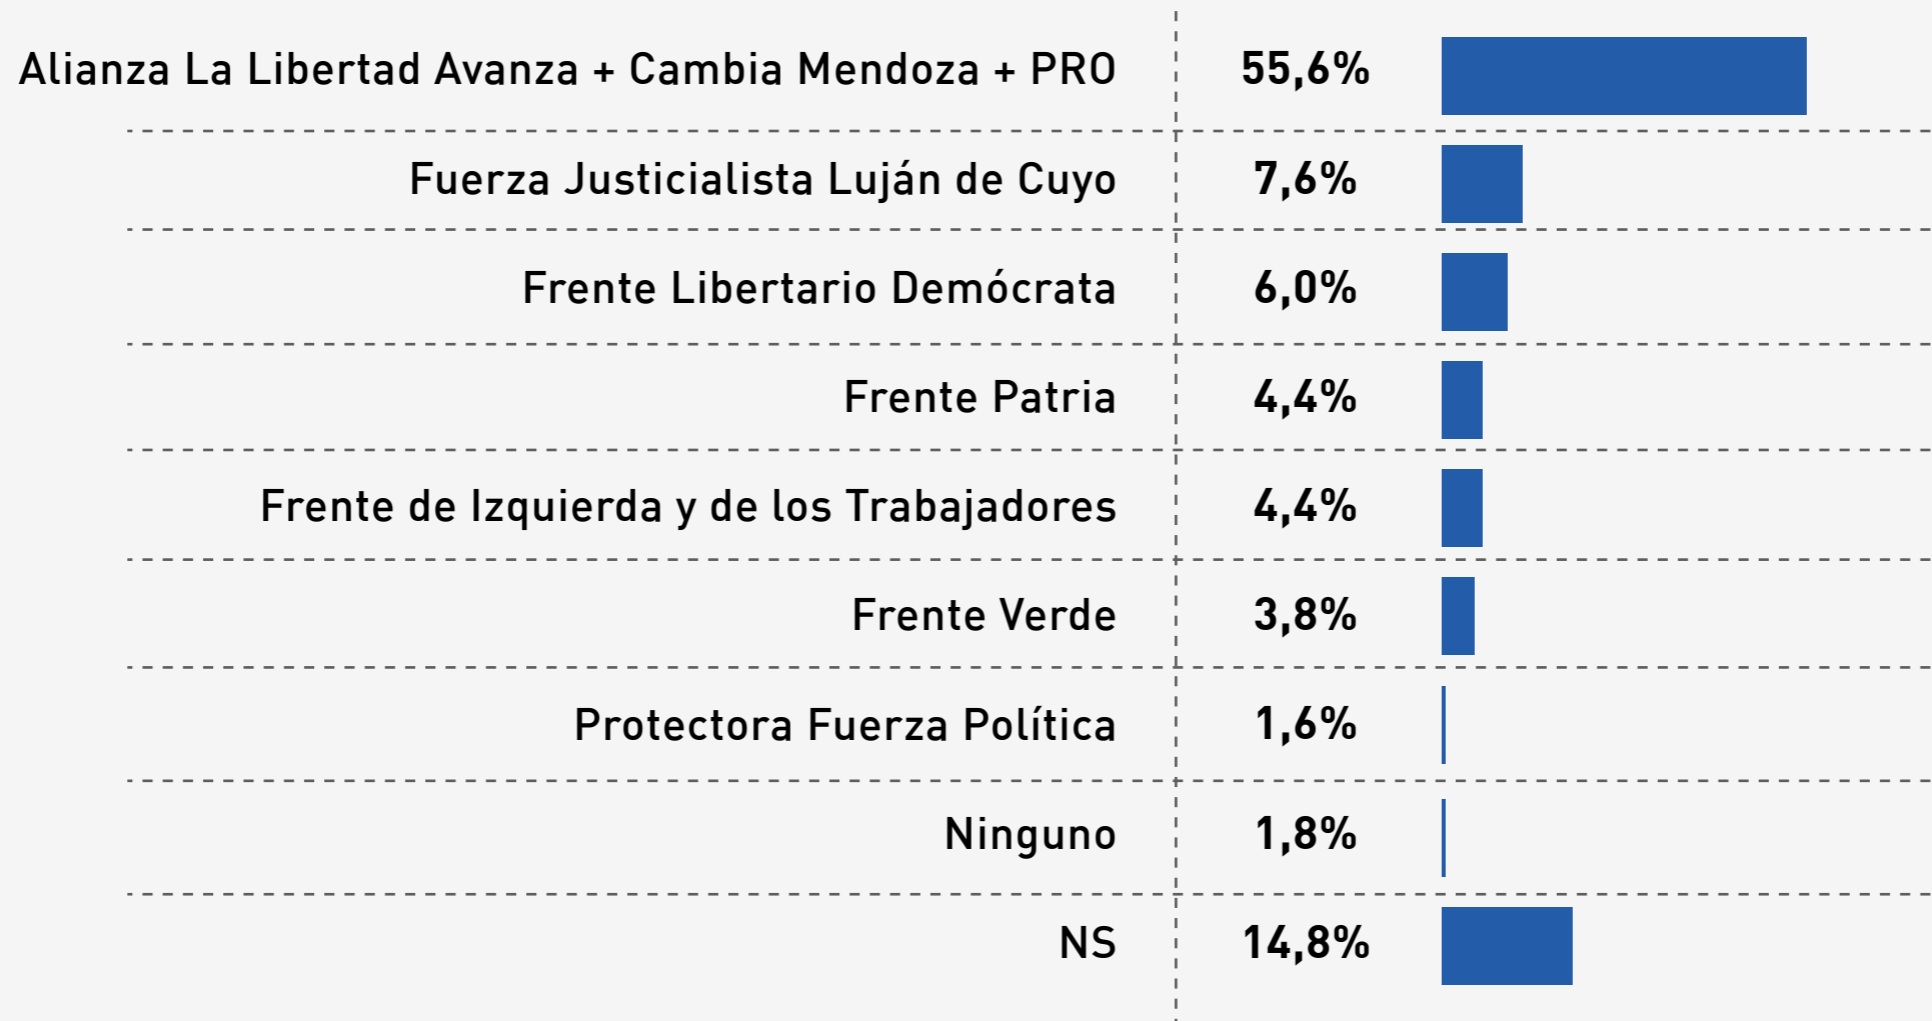 Alianza La Libertad Avanza + Cambia Mendoza + PRO 55,6%
Fuerza Justicialista Luján de Cuyo 7,6%
Frente Libertario Demócrata 6,0%
Frente Patria 4,4%
Frente de Izquierda y de los Trabajadores 4,4%
Frente Verde 3,8%
Protectora Fuerza Política 1,6%
Ninguno 1,8%
NS 14,8%